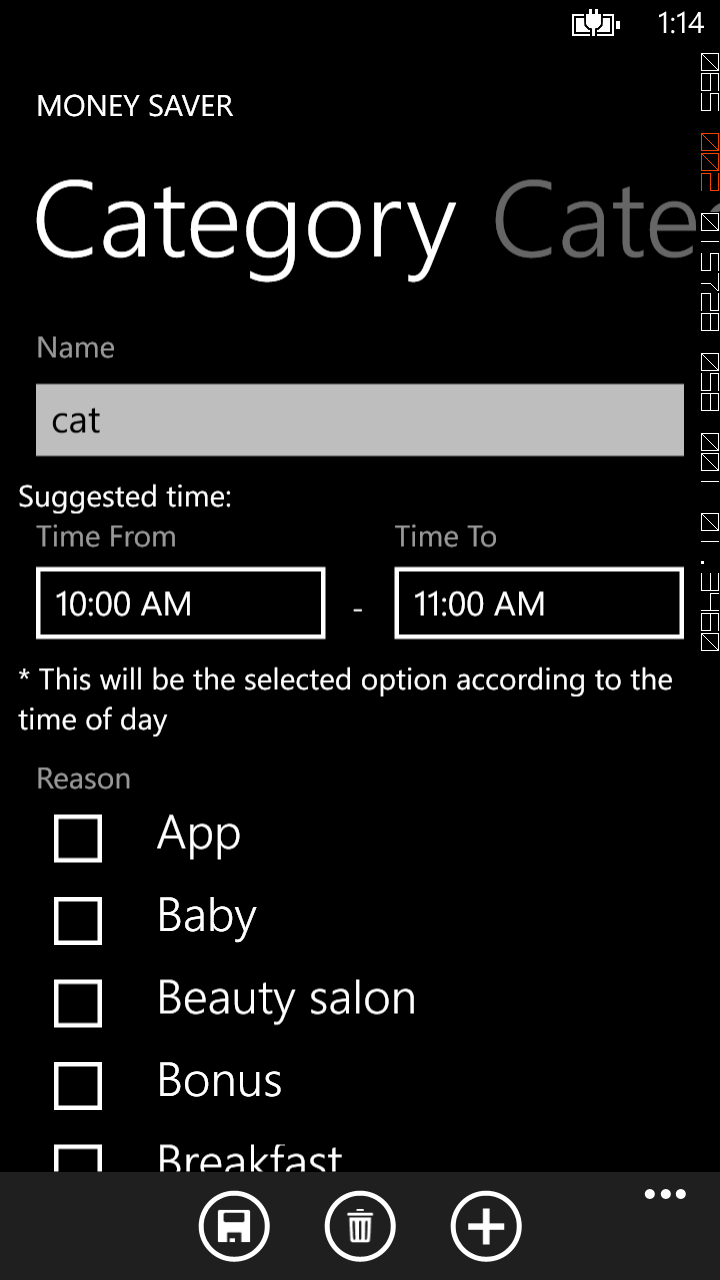 1:14
MONEY SAVER
Category Cate
Name
cat
Suggested time:
Time From Time To
10:00 AM - 11:00 AM
* This will be the selected option according to the
time of day
Reason
App
Baby
Beauty salon
Bonus
Breakfast